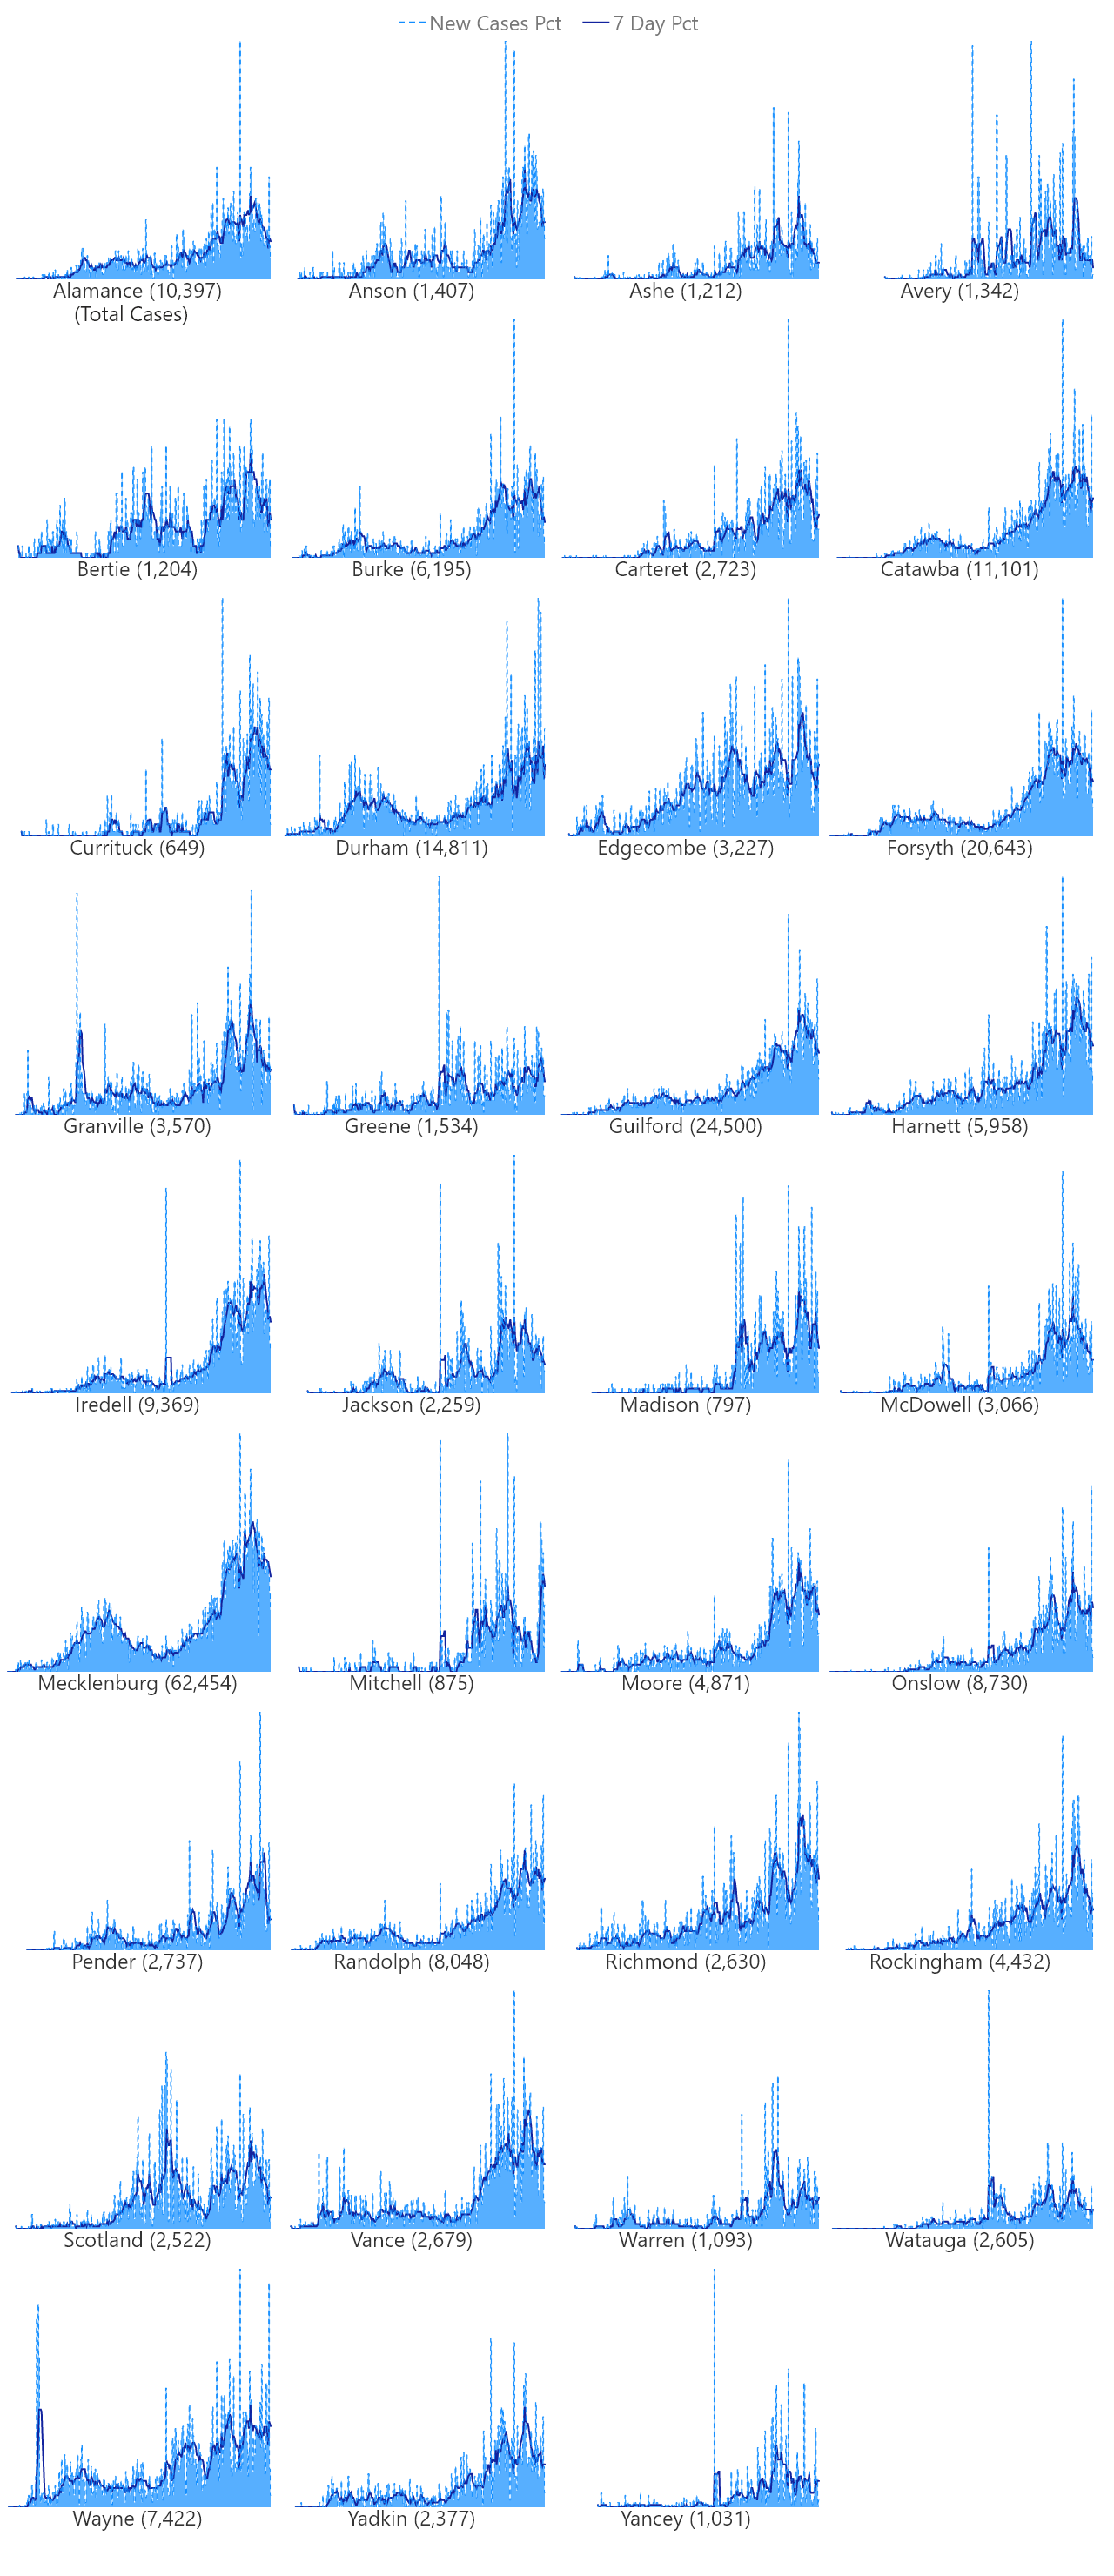 New Cases Pct 7 Day Pct
Alamance (10,397) Anson (1,407) Ashe (1,212) Avery (1,342)
(Total Cases)
Bertie (1,204) Burke (6,195) Carteret (2,723) Catawba (11,101)
Currituck (649) Durham (14,811) Edgecombe (3,227) Forsyth (20,643)
Granville (3,570) Greene (1,534) Guilford (24,500) Harnett (5,958)
Iredell (9,369) Jackson (2,259) Madison (797) McDowell (3,066)
Mecklenburg (62,454) Mitchell (875) Moore (4,871) Onslow (8,730)
Pender (2,737) Randolph (8,048) Richmond (2,630) Rockingham (4,432)
Scotland (2,522) Vance (2,679) Warren (1,093) Watauga (2,605)
Wayne (7,422) Yadkin (2,377) Yancey (1,031)